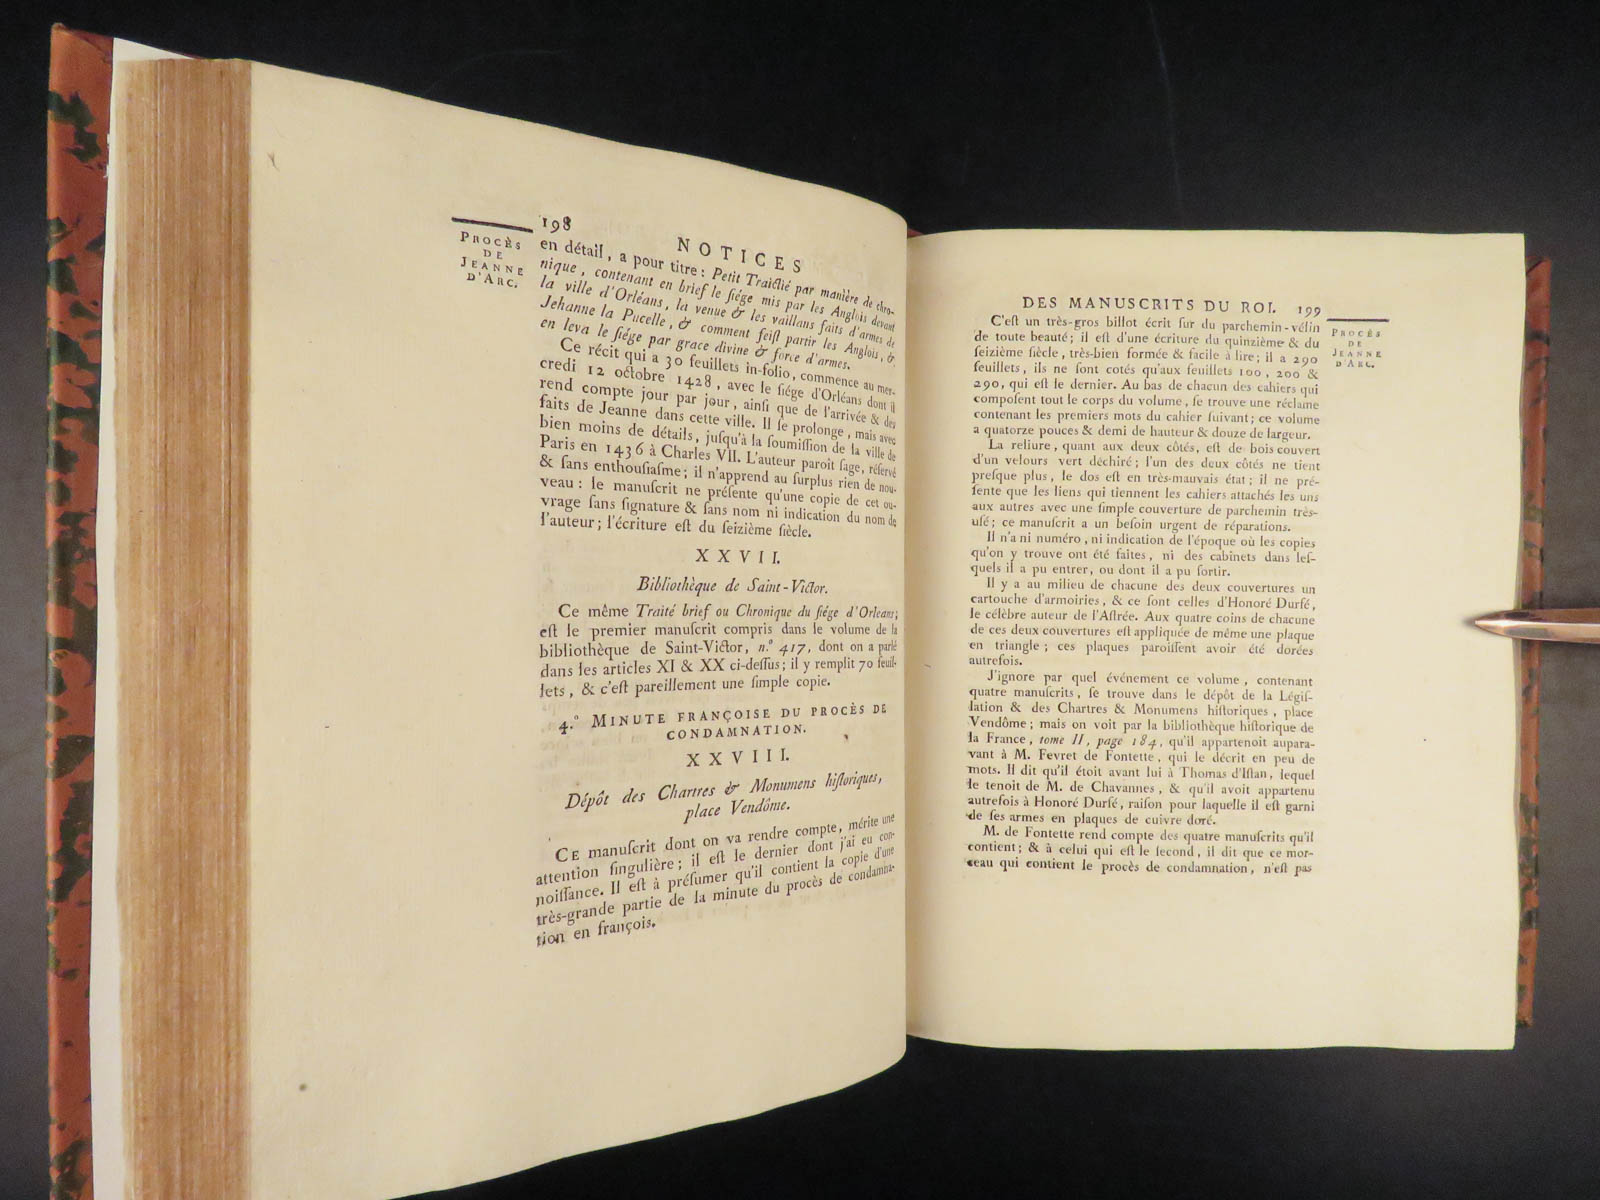 198
NOTICES
PROCÈS
DE
JEANNE
D'ARC.
en détail, a pour titre : Petit Traictié par manière de chro-
nique, contenant en brief le siége mis par les Anglois devant
la ville d'Orléans, la venue & les vaillans faits d'armes de
Jehanne la Pucelle, & comment feist partir les Anglois, &
en leva le siége par grace divine & force d'armes.
Ce récit qui a 30 feuillets in-folio, commence au mer-
credi 12 octobre 1428, avec le siége d'Orléans dont il
rend compte jour par jour, ainsi que de l'arrivée & des
faits de Jeanne dans cette ville. Il se prolonge, mais avec
bien moins de détails, jusqu'à la soumission de la ville de
Paris en 1436 à Charles VII. L'auteur paroît sage, réservé
& sans enthousiasme; il n'apprend au surplus rien de nou-
veau : le manuscrit ne présente qu'une copie de cet ou-
vrage sans signature & sans nom ni indication du nom de
l'auteur; l'écriture est du seizième siècle.
XXVII.
Bibliothèque de Saint-Victor.
Ce même Traité brief ou Chronique du siége d'Orleans;
est le premier manuscrit compris dans le volume de la
bibliothèque de Saint-Victor, n.° 417, dont on a parlé
dans les articles XI & XX ci-dessus; il y remplit 70 feuil-
lets, & c'est pareillement une simple copie.
4.° MINUTE FRANÇOISE DU PROCÈS DE
CONDAMNATION.
XXVIII.
Dépôt des Chartres & Monumens historiques,
place Vendôme.
CE manuscrit dont on va rendre compte, mérite une
attention singulière; il est le dernier dont j'ai eu con-
noissance. Il est à présumer qu'il contient la copie d'une
très-grande partie de la minute du procès de condamna-
tion en françois.
DES MANUSCRITS DU ROI. 199
PROCÈS
DE
JEANNE
D'ARC.
C'est un très-gros billot écrit sur du parchemin-vélin
de toute beauté; il est d'une écriture du quinzième & du
seizième siècle, très-bien formée & facile à lire; il a 290
feuillets, ils ne sont cotés qu'aux feuillets 100, 200 &
290, qui est le dernier. Au bas de chacun des cahiers qui
composent tout le corps du volume, se trouve une réclame
contenant les premiers mots du cahier suivant; ce volume
a quatorze pouces & demi de hauteur & douze de largeur.
La reliure, quant aux deux côtés, est de bois couvert
d'un velours vert déchiré; l'un des deux côtés ne tient
presque plus, le dos est en très-mauvais état; il ne pré-
sente que les liens qui tiennent les cahiers attachés les uns
aux autres avec une simple couverture de parchemin très-
usé; ce manuscrit a un besoin urgent de réparations.
Il n'a ni numéro, ni indication de l'époque où les copies
qu'on y trouve ont été faites, ni des cabinets dans les-
quels il a pu entrer, ou dont il a pu sortir.
Il y a au milieu de chacune des deux couvertures un
cartouche d'armoiries, & ce sont celles d'Honoré Dursé,
le célèbre auteur de l'Astrée. Aux quatre coins de chacune
de ces deux couvertures est appliquée de même une plaque
en triangle; ces plaques paroissent avoir été dorées
autrefois.
J'ignore par quel événement ce volume, contenant
quatre manuscrits, se trouve dans le dépôt de la Légis-
lation & des Chartres & Monumens historiques, place
Vendôme; mais on voit par la bibliothèque historique de
la France, tome II, page 184, qu'il appartenoit aupara-
vant à M. Fevret de Fontette, qui le décrit en peu de
mots. Il dit qu'il étoit avant lui à Thomas d'Islan, lequel
le tenoit de M. de Chavannes, & qu'il avoit appartenu
autrefois à Honoré Dursé, raison pour laquelle il est garni
de ses armes en plaques de cuivre doré.
M. de Fontette rend compte des quatre manuscrits qu'il
contient; & à celui qui est le second, il dit que ce mor-
ceau qui contient le procès de condamnation, n'est pas